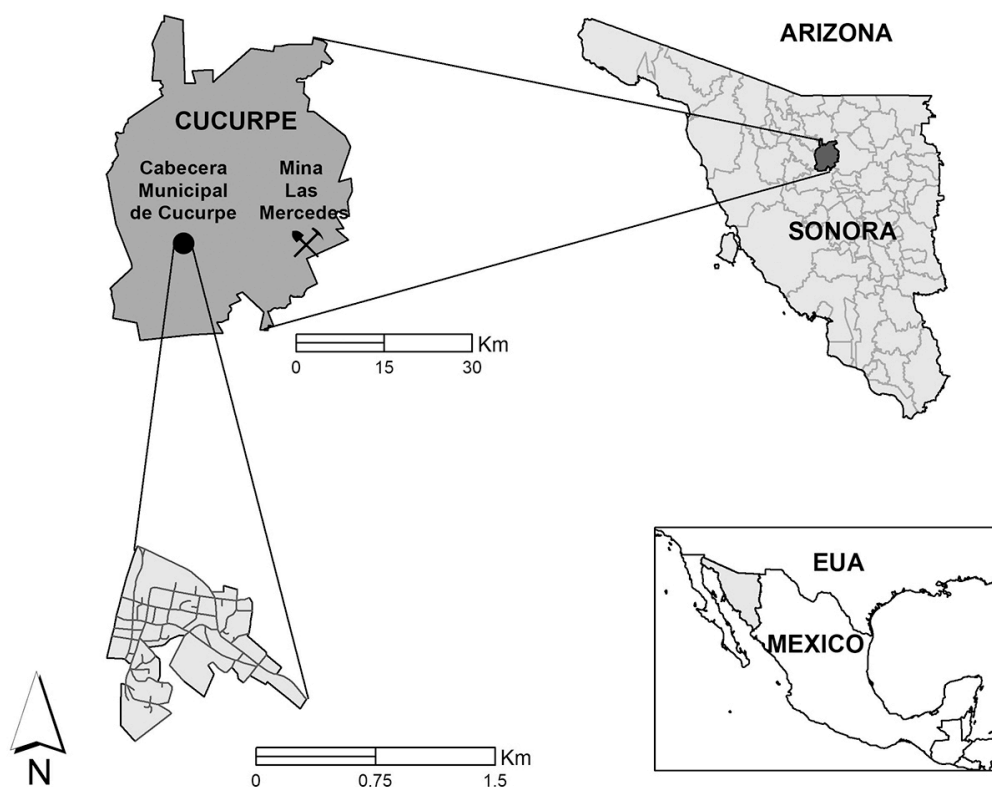 ARIZONA
CUCURPE
Cabecera
Municipal
de Cucurpe
Mina
Las
Mercedes
SONORA
Km
0 15 30
EUA
MEXICO
N
Km
0 0.75 1.5